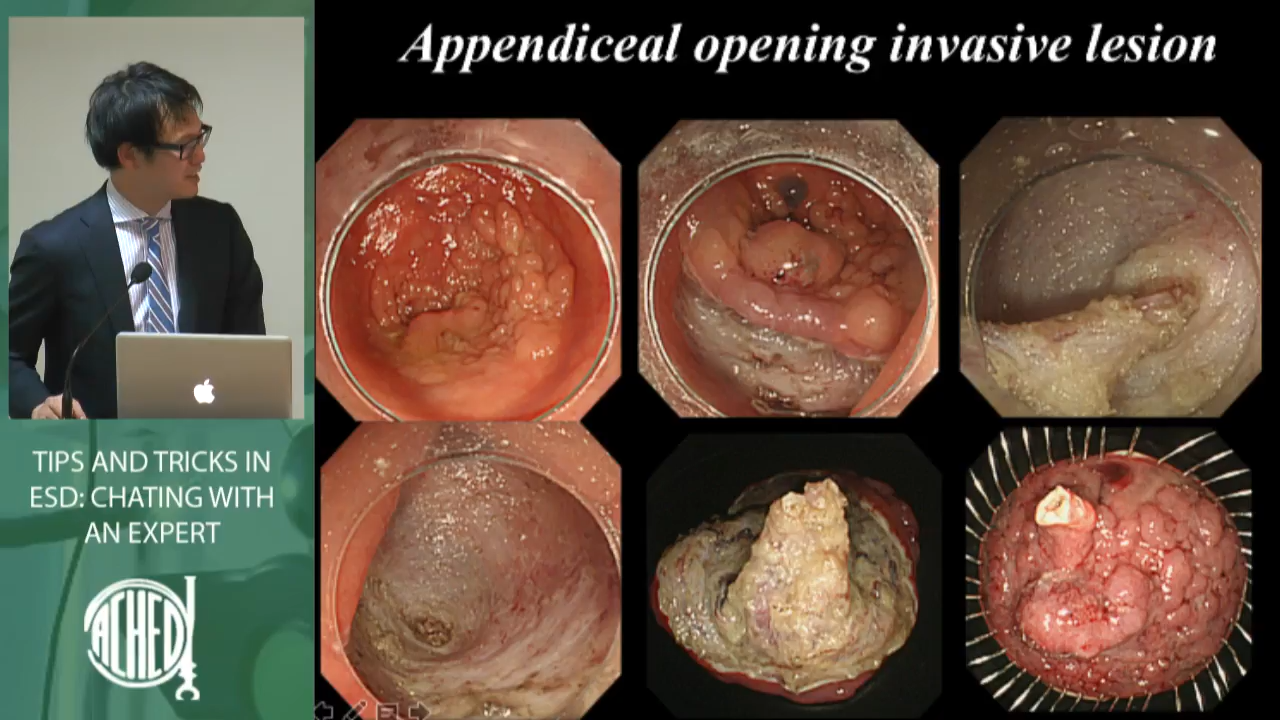 Appendiceal opening invasive lesion
TIPS AND TRICKS IN
ESD: CHATING WITH
AN EXPERT
ACHED